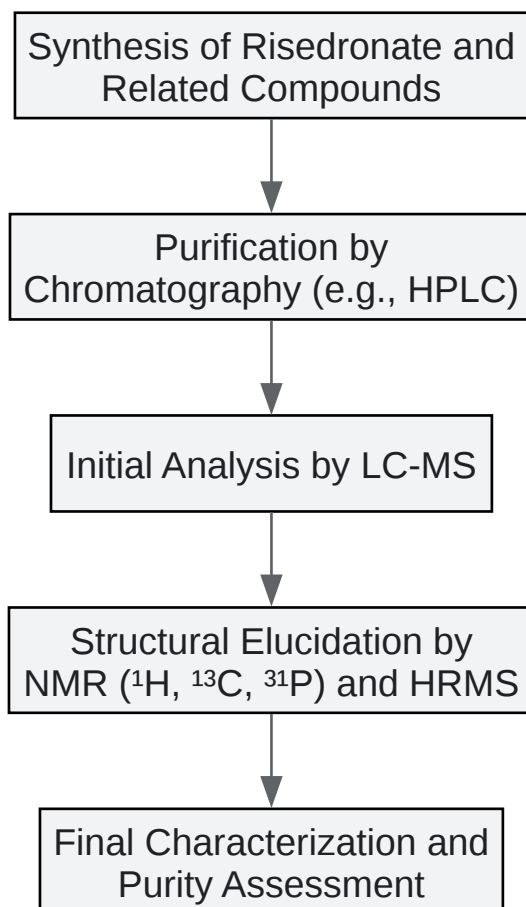 Synthesis of Risedronate and
Related Compounds
Purification by
Chromatography (e.g., HPLC)
Initial Analysis by LC-MS
Structural Elucidation by
NMR (¹H, ¹³C, ³¹P) and HRMS
Final Characterization and
Purity Assessment